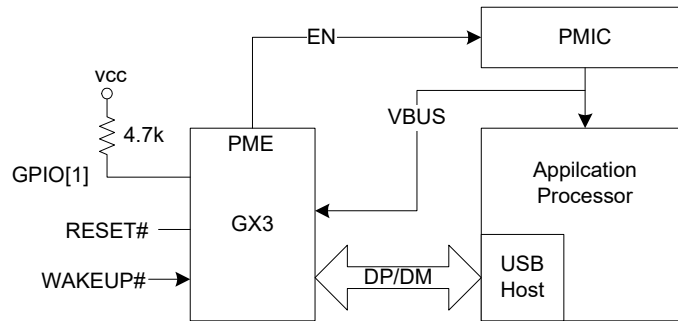 EN
PMIC
vcc
4.7k
VBUS
PME
GPIO[1]
Appilcation
Processor
RESET#
GX3
WAKEUP#
DP/DM
USB
Host